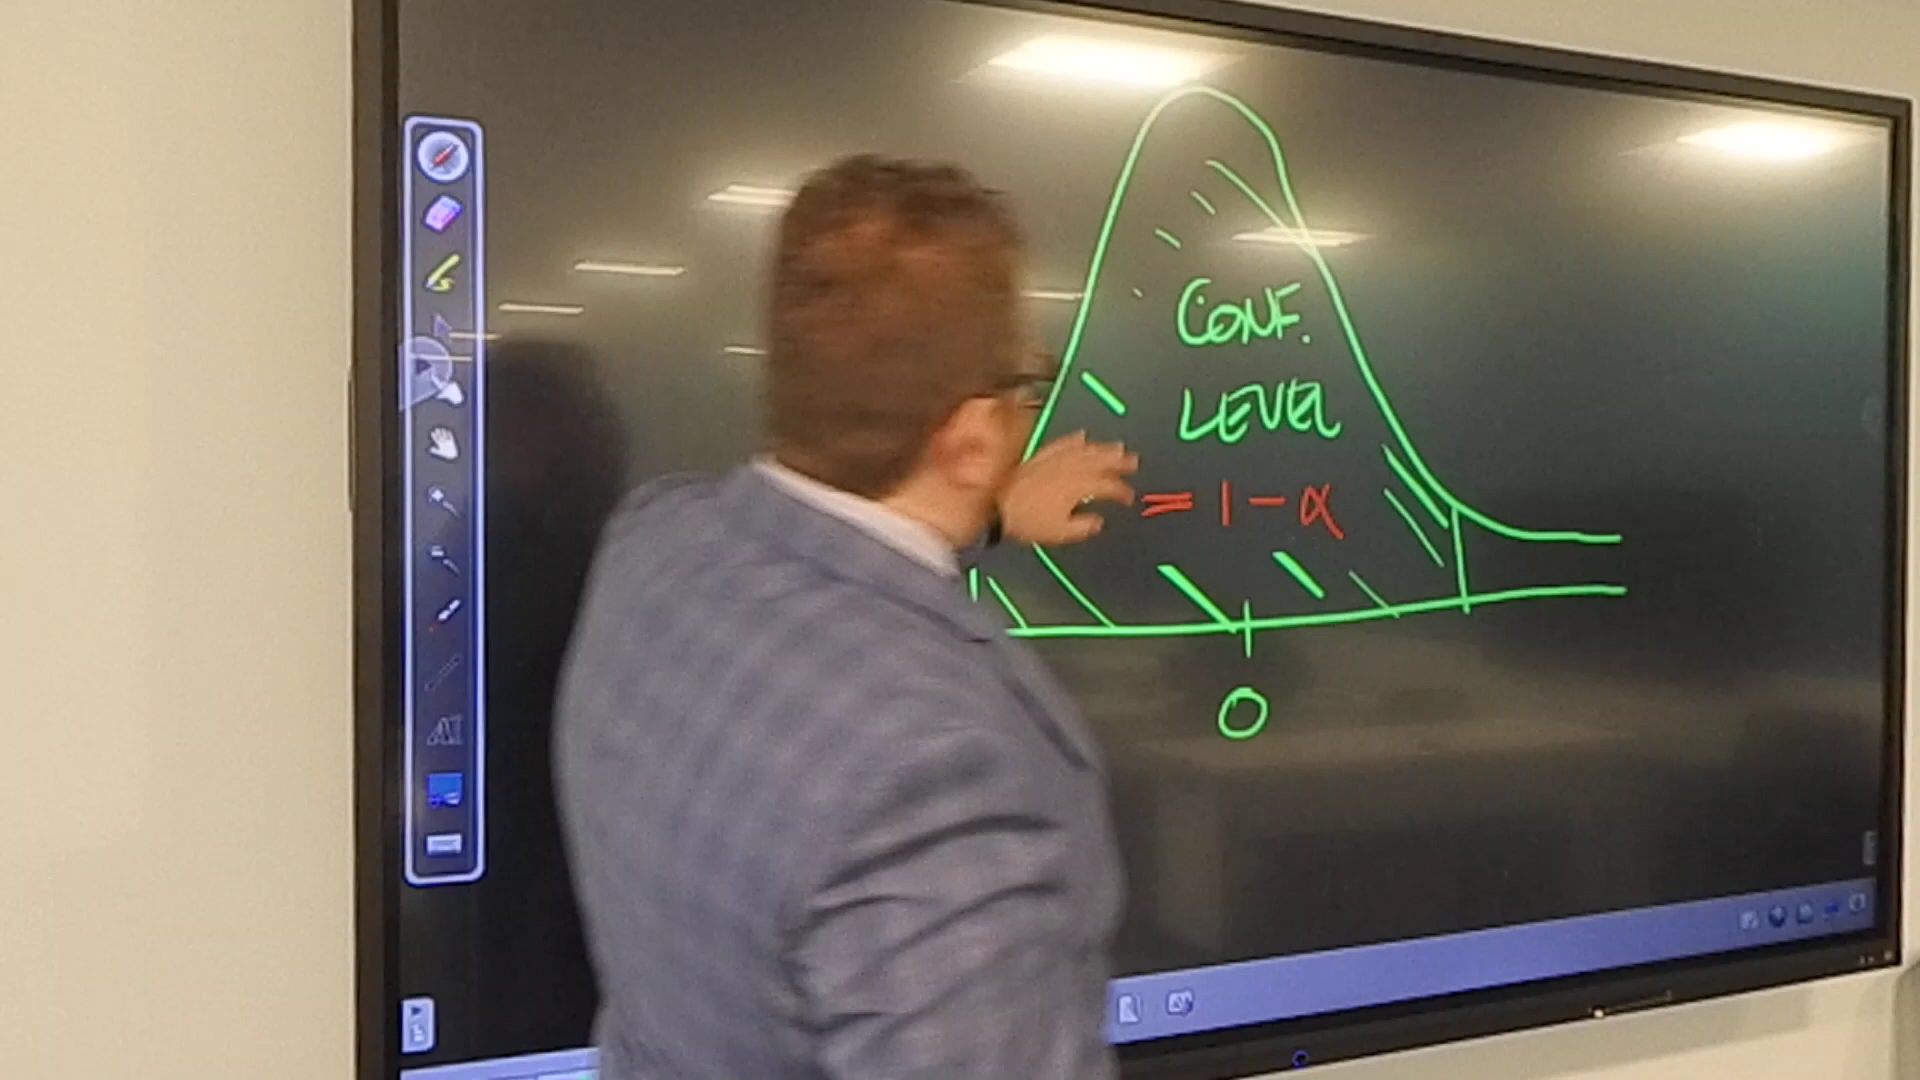 CONF.
LEVEL
= 1 - α
0